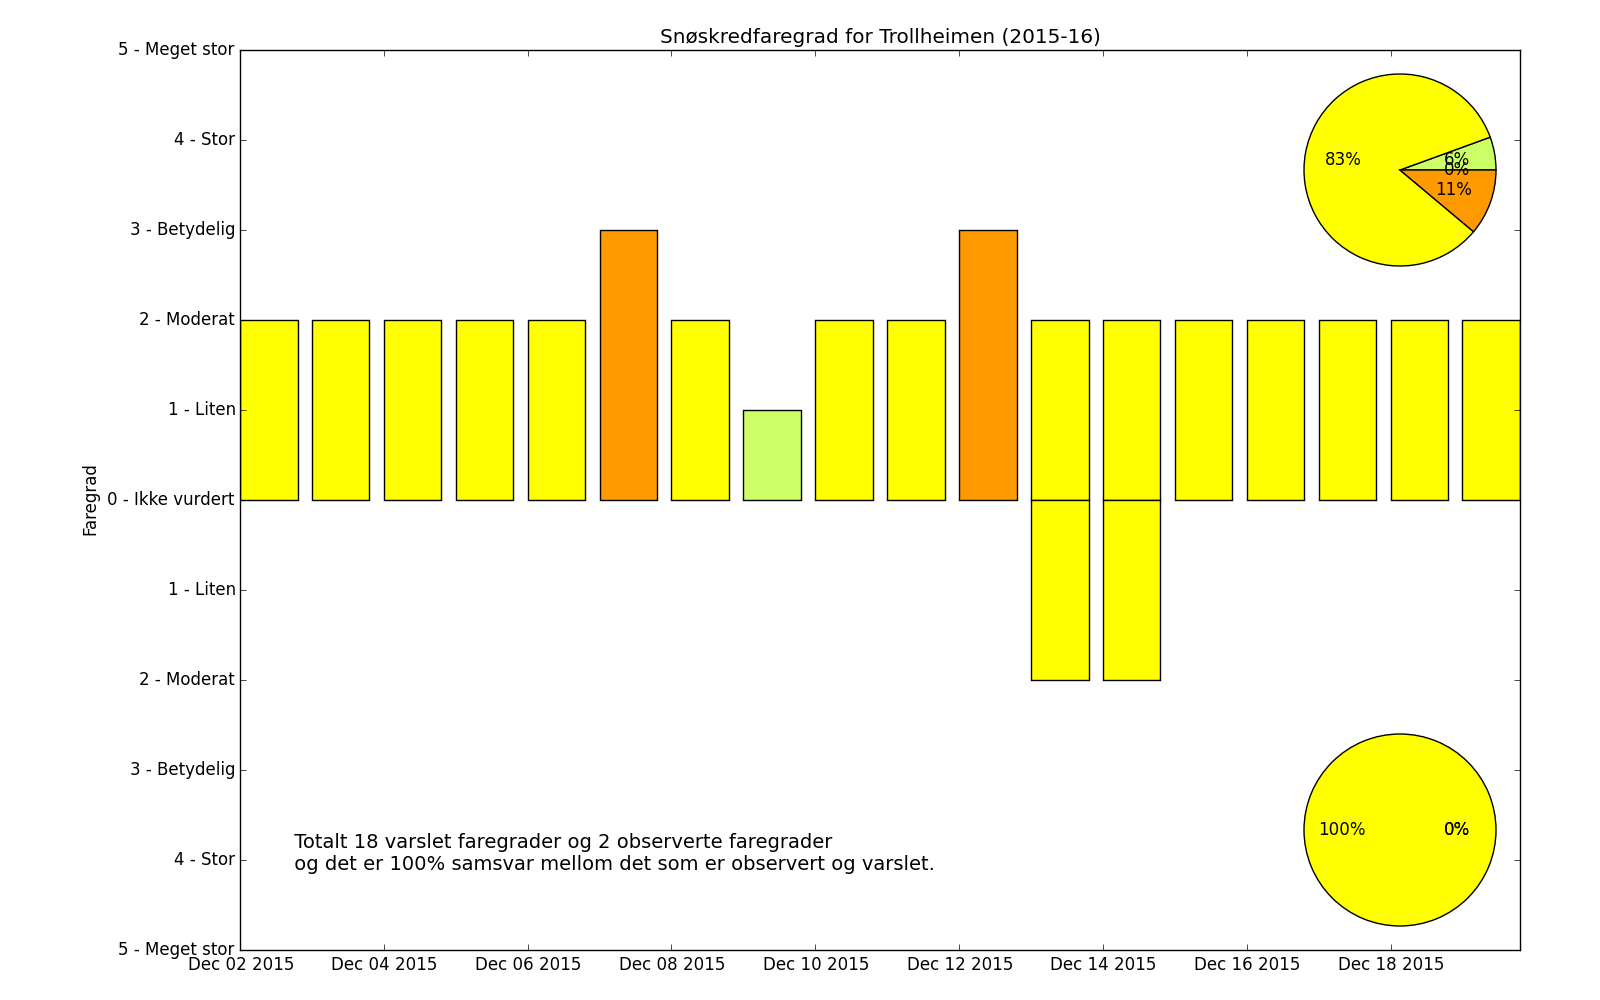 Snøskredfaregrad for Trollheimen (2015-16)
5 - Meget stor
4 - Stor
3 - Betydelig
2 - Moderat
1 - Liten
0 - Ikke vurdert
1 - Liten
2 - Moderat
3 - Betydelig
4 - Stor
5 - Meget stor
Faregrad
83%
6%
0%
11%
100%
0%
Totalt 18 varslet faregrader og 2 observerte faregrader
og det er 100% samsvar mellom det som er observert og varslet.
Dec 02 2015
Dec 04 2015
Dec 06 2015
Dec 08 2015
Dec 10 2015
Dec 12 2015
Dec 14 2015
Dec 16 2015
Dec 18 2015